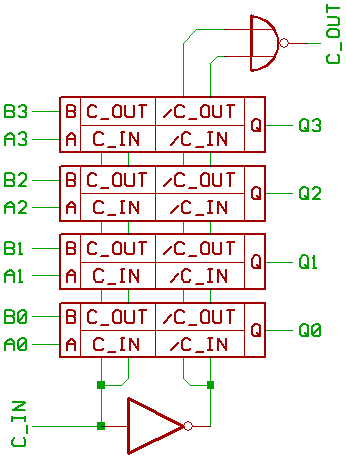 C_OUT
B3 B C_OUT /C_OUT
A3 A C_IN /C_IN Q Q3
B2 B C_OUT /C_OUT
A2 A C_IN /C_IN Q Q2
B1 B C_OUT /C_OUT
A1 A C_IN /C_IN Q Q1
B0 B C_OUT /C_OUT
A0 A C_IN /C_IN Q Q0
C_IN